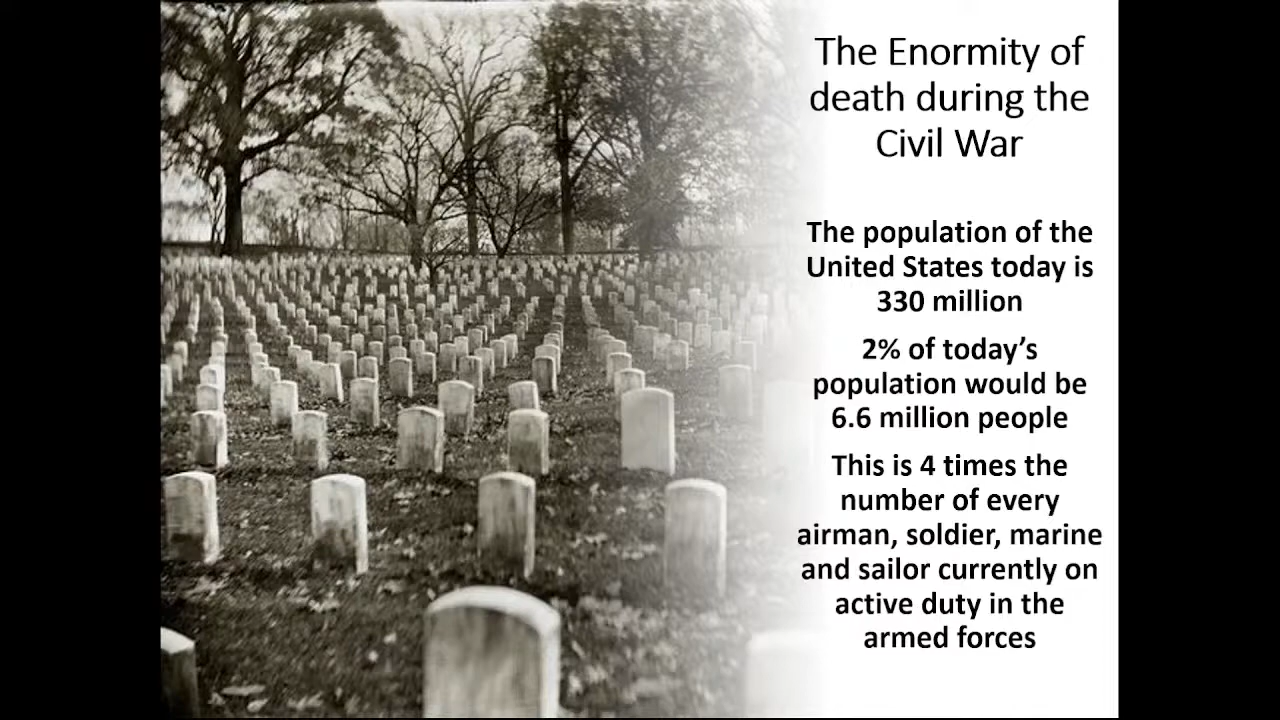 The Enormity of
death during the
Civil War
The population of the
United States today is
330 million
2% of today’s
population would be
6.6 million people
This is 4 times the
number of every
airman, soldier, marine
and sailor currently on
active duty in the
armed forces